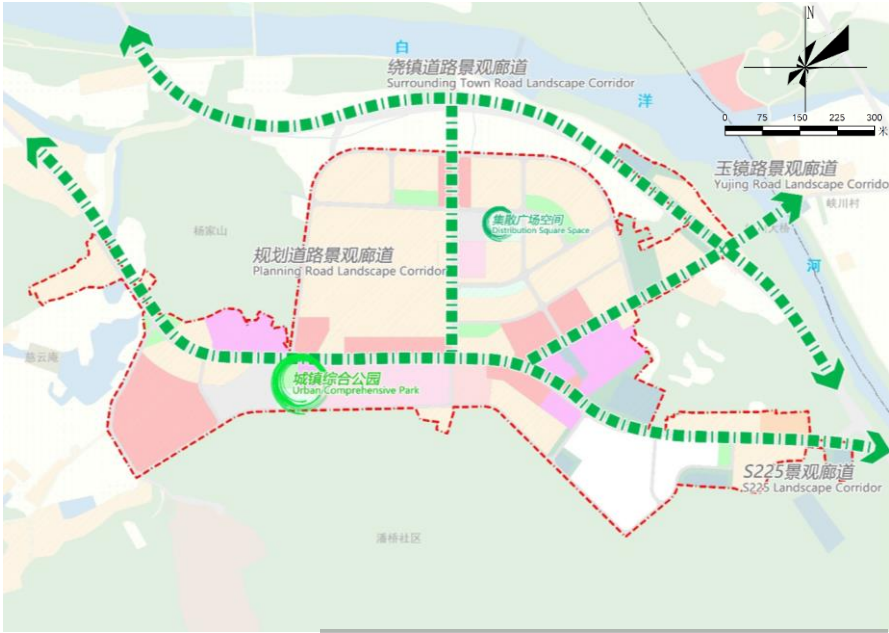 N
白
绕镇道路景观廊道
Surrounding Town Road Landscape Corridor
洋
0 75 150 225 300
米
玉镜路景观廊道
Yujing Road Landscape Corrido
峡川村
集散广场空间
Distribution Square Space
杨家山
规划道路景观廊道
Planning Road Landscape Corridor
河
慈云庵
城镇综合公园
Urban Comprehensive Park
S225景观廊道
S225 Landscape Corridor
潘桥社区